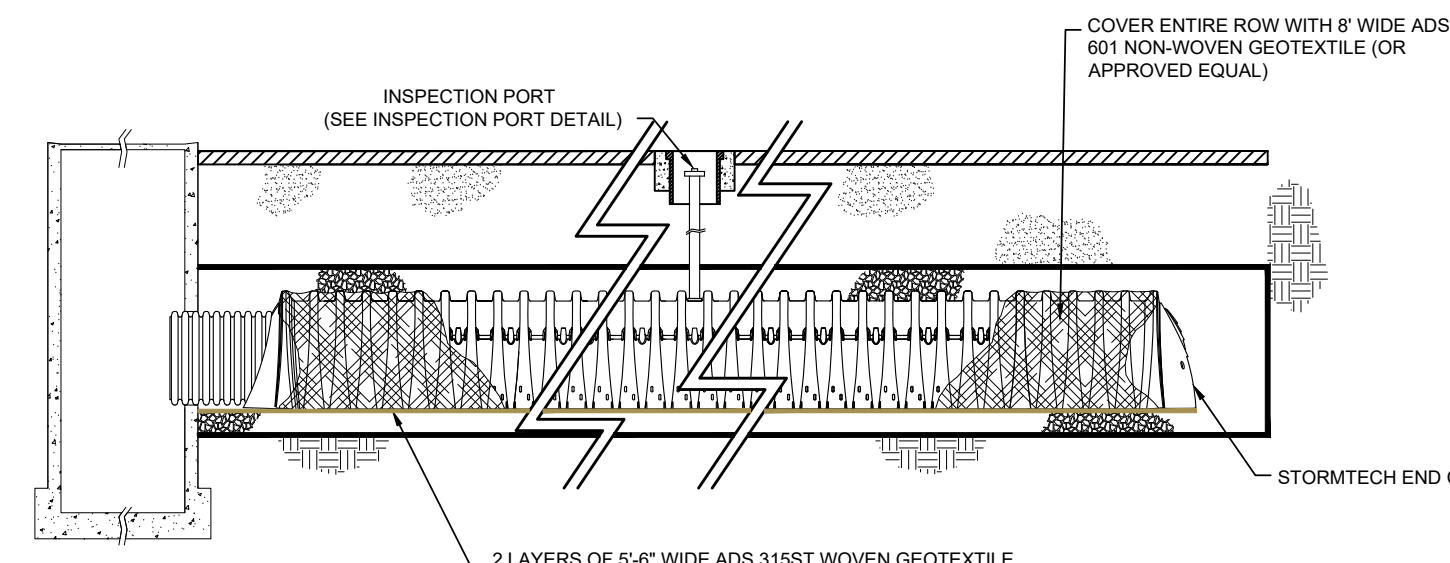 COVER ENTIRE ROW WITH 8' WIDE ADS
601 NON-WOVEN GEOTEXTILE (OR
APPROVED EQUAL)
INSPECTION PORT
(SEE INSPECTION PORT DETAIL)
STORMTECH END
2 LAYERS OF 5'-6" WIDE ADS 315ST WOVEN GEOTEXTILE